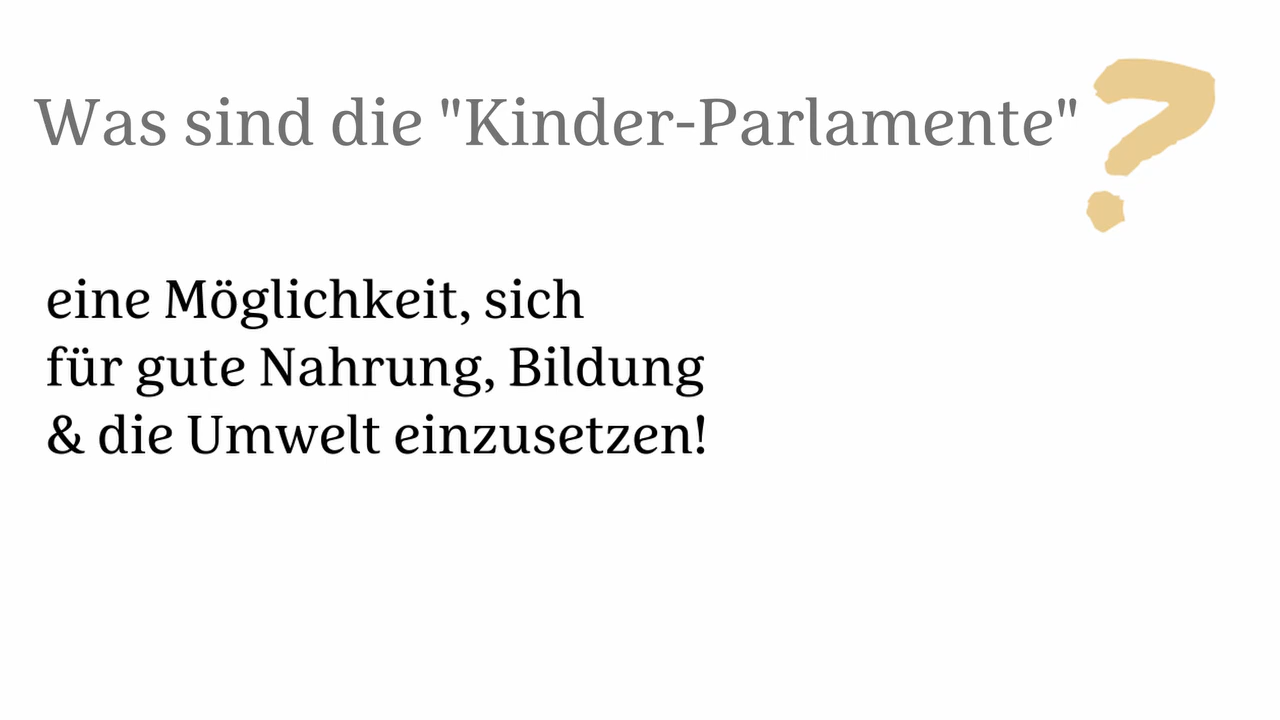 Was sind die "Kinder-Parlamente"?
eine Möglichkeit, sich
für gute Nahrung, Bildung
& die Umwelt einzusetzen!